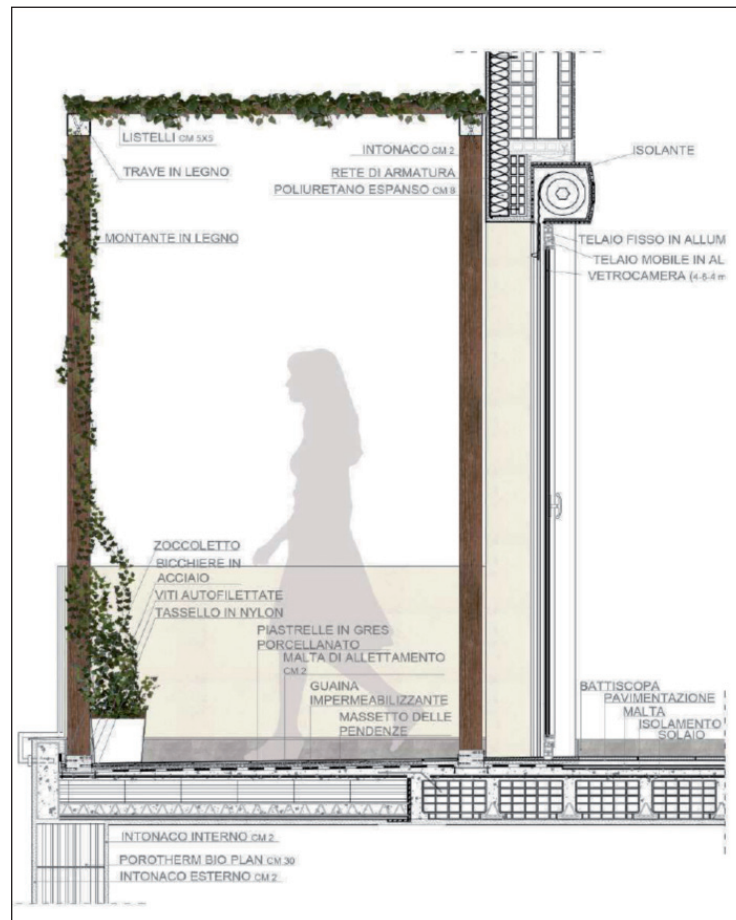 LISTELLI CM 5X5
TRAVE IN LEGNO
MONTANTE IN LEGNO
INTONACO CM 2
RETE DI ARMATURA
POLIURETANO ESPANSO CM 8
ISOLANTE
TELAIO FISSO IN ALLUM
TELAIO MOBILE IN AL
VETROCAMERA (4-6-4 m
ZOCCOLETTO
BICCHIERE IN
ACCIAIO
VITI AUTOFILETTATE
TASSELLO IN NYLON
PIASTRELLE IN GRES
PORCELLANATO
MALTA DI ALLETTAMENTO
CM 2
GUAINA
IMPERMEABILIZZANTE
MASSETTO DELLE
PENDENZE
BATTISCOPA
PAVIMENTAZIONE
MALTA
ISOLAMENTO
SOLAIO
INTONACO INTERNO CM 2
POROTHERM BIO PLAN CM 30
INTONACO ESTERNO CM 2